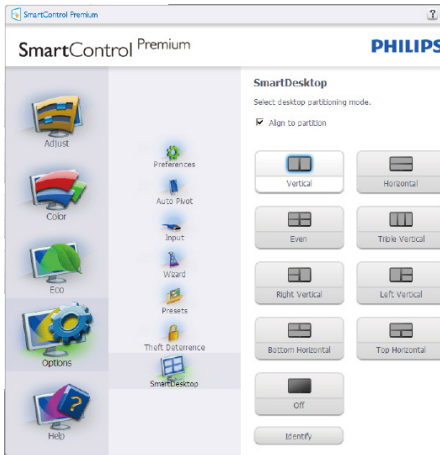 SmartControl Premium
SmartControl Premium
PHILIPS
Adjust
Color
Eco
Options
Help
Preferences
Auto Pivot
Input
Wizard
Presets
Theft Deterrence
SmartDesktop
SmartDesktop
Select desktop partitioning mode.
Align to partition
Vertical
Horizontal
Even
Trible Vertical
Right Vertical
Left Vertical
Bottom Horizontal
Top Horizontal
Off
Identify